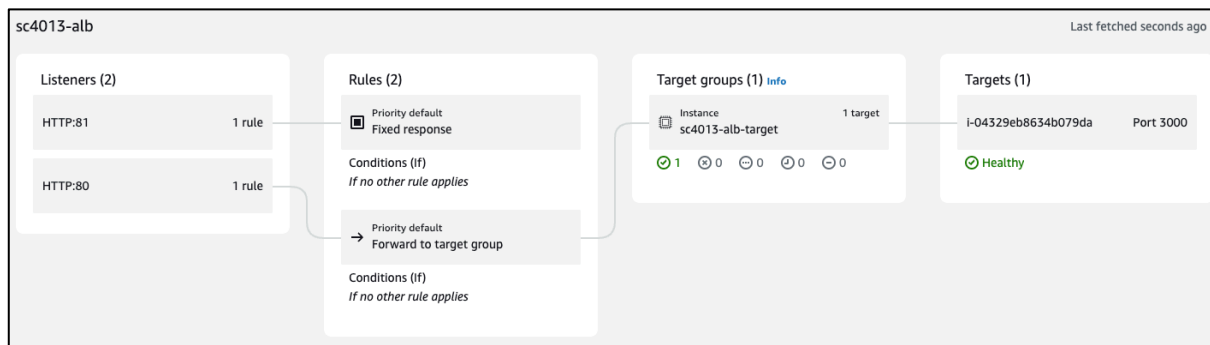 sc4013-alb
Last fetched seconds ago
Listeners (2)
HTTP:81 1 rule
HTTP:80 1 rule
Rules (2)
Priority default
Fixed response
Conditions (If)
If no other rule applies
Priority default
Forward to target group
Conditions (If)
If no other rule applies
Target groups (1) Info
Instance 1 target
sc4013-alb-target
1 0 0 0 0
Targets (1)
i-04329eb8634b079da Port 3000
Healthy